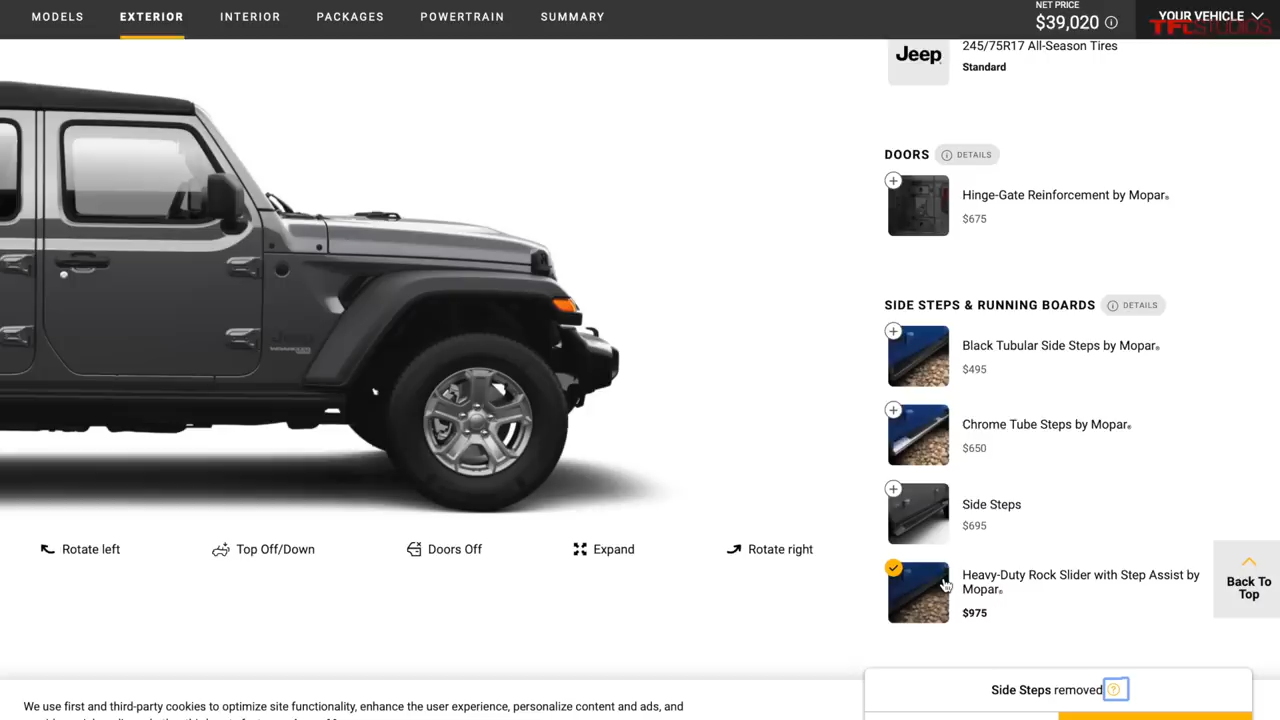 MODELS
EXTERIOR
INTERIOR
PACKAGES
POWERTRAIN
SUMMARY
NET PRICE
$39,020
YOUR VEHICLE
TFLSTUDIOS
Jeep
245/75R17 All-Season Tires
Standard
DOORS
DETAILS
Hinge-Gate Reinforcement by Mopar®
$675
SIDE STEPS & RUNNING BOARDS
DETAILS
Black Tubular Side Steps by Mopar®
$495
Chrome Tube Steps by Mopar®
$650
Side Steps
$695
Heavy-Duty Rock Slider with Step Assist by
Mopar®
$975
Rotate left
Top Off/Down
Doors Off
Expand
Rotate right
Back To
Top
Side Steps removed
We use first and third-party cookies to optimize site functionality, enhance the user experience, personalize content and ads, and